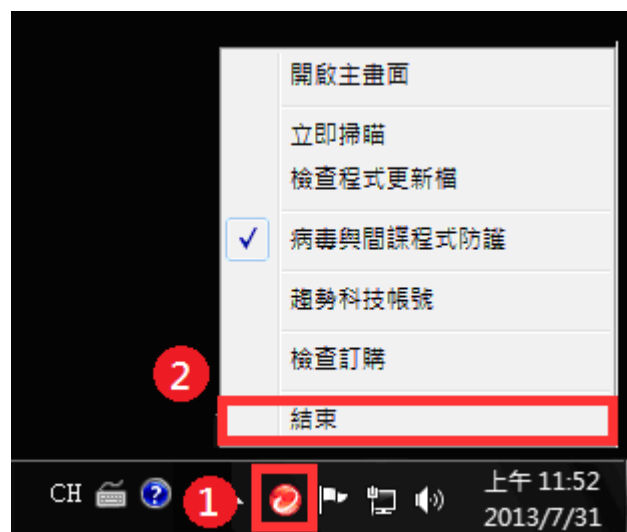 開啟主畫面
立即掃瞄
檢查程式更新檔
病毒與間諜程式防護
趨勢科技帳號
檢查訂購
2
結束
CH
?
1
上午 11:52
2013/7/31